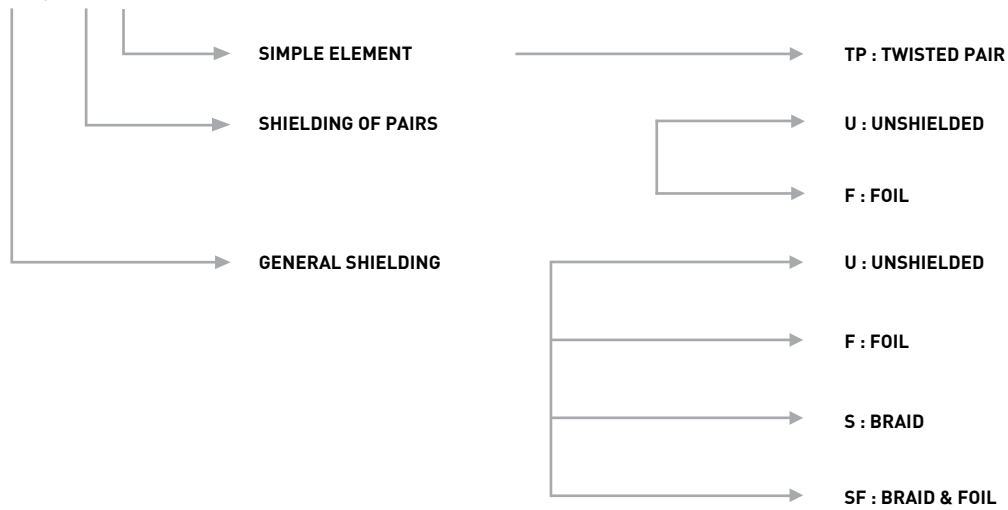 SIMPLE ELEMENT TP : TWISTED PAIR
SHIELDING OF PAIRS U : UNSHIELDED
F : FOIL
GENERAL SHIELDING U : UNSHIELDED
F : FOIL
S : BRAID
SF : BRAID & FOIL